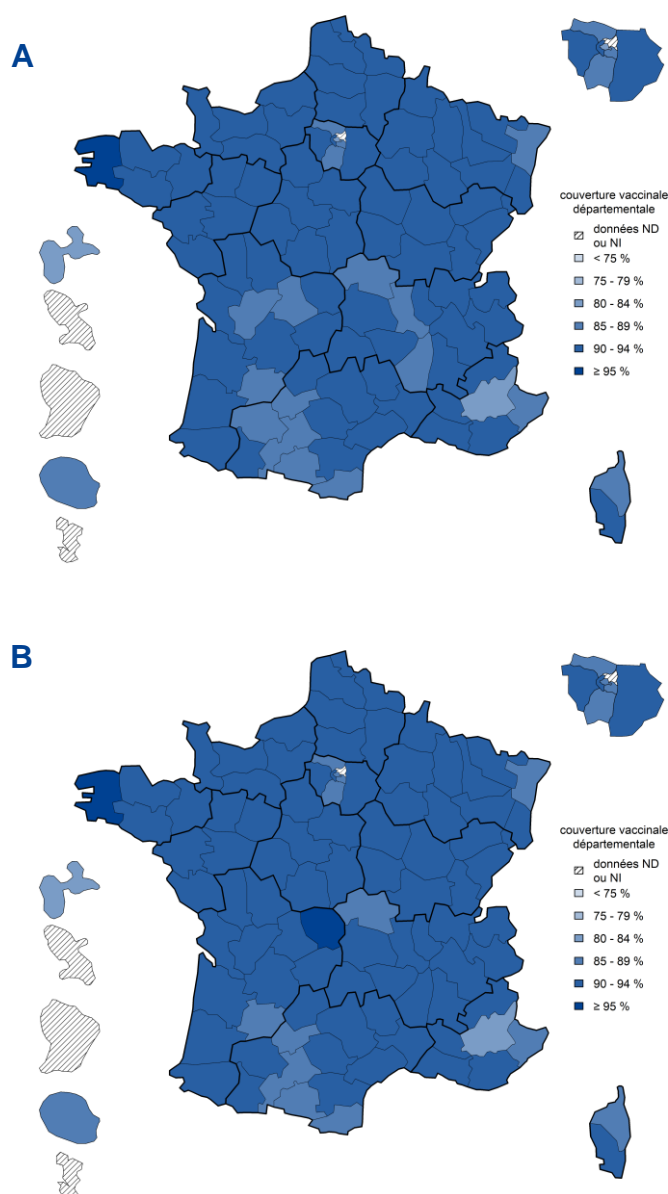 A
couverture vaccinale
départementale
données ND
ou NI
< 75 %
75 - 79 %
80 - 84 %
85 - 89 %
90 - 94 %
≥ 95 %
B
couverture vaccinale
départementale
données ND
ou NI
< 75 %
75 - 79 %
80 - 84 %
85 - 89 %
90 - 94 %
≥ 95 %